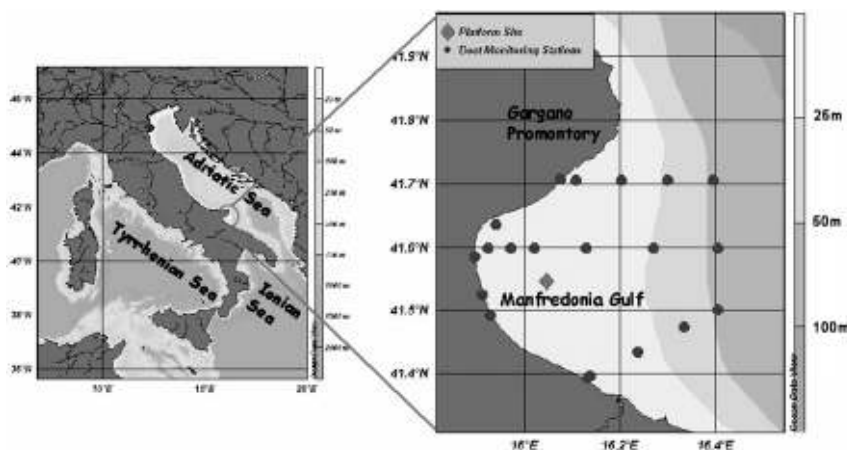 Platform Site
Boat Monitoring Stations
Gargano
Promontory
Manfredonia Gulf
41.9°N
41.8°N
41.7°N
41.6°N
41.5°N
41.4°N
16°E
16.2°E
16.4°E
25m
50m
100m
Ocean Data View
Adriatic Sea
Tyrrhenian Sea
Ionian
Sea
44°N
42°N
40°N
38°N
36°N
10°E
15°E
20°E